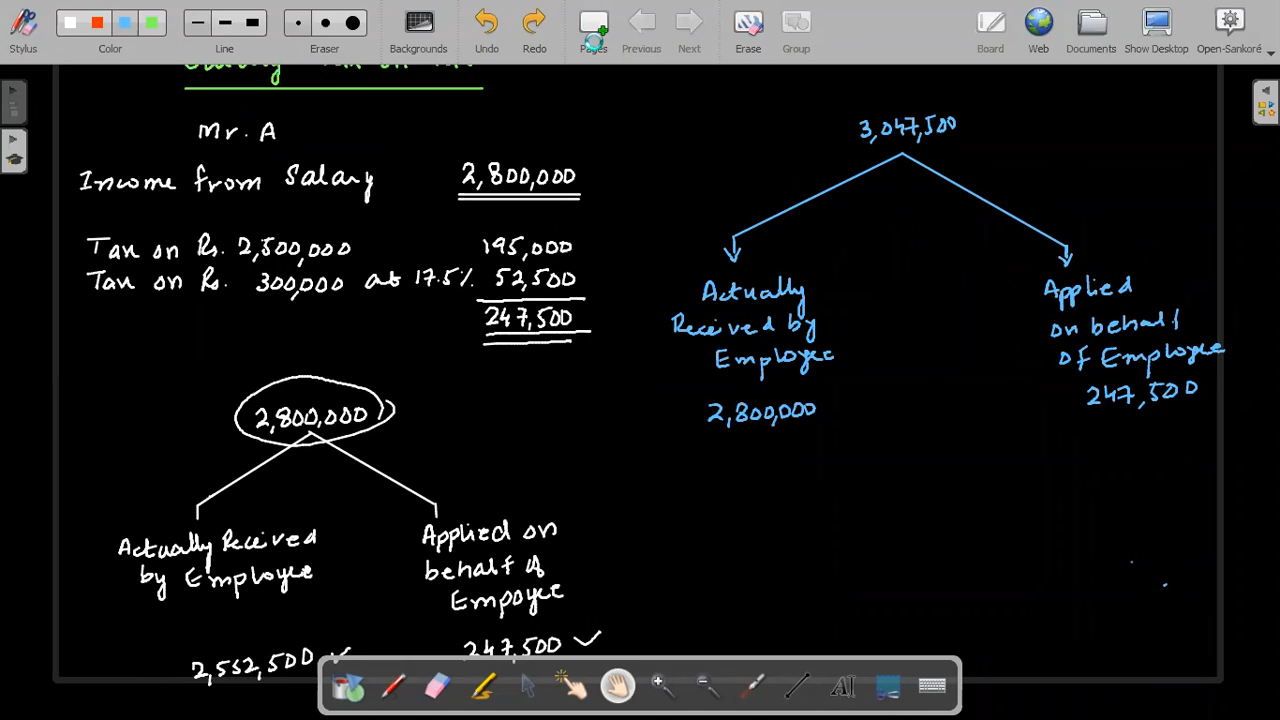 Stylus
Color
Line
Eraser
Backgrounds
Undo
Redo
Pages
Previous
Next
Erase
Group
Board
Web
Documents
Show Desktop
Open-Sankoré
Mr. A
Income from Salary 2,800,000
Tax on Rs. 2,500,000 195,000
Tax on Rs. 300,000 at 17.5% 52,500
247,500
2,800,000
Actually Received
by Employee
2,552,500
Applied on
behalf of
Empoyee
247,500
3,047,500
Actually
Received by
Employee
2,800,000
Applied
on behalf
of Employee
247,500